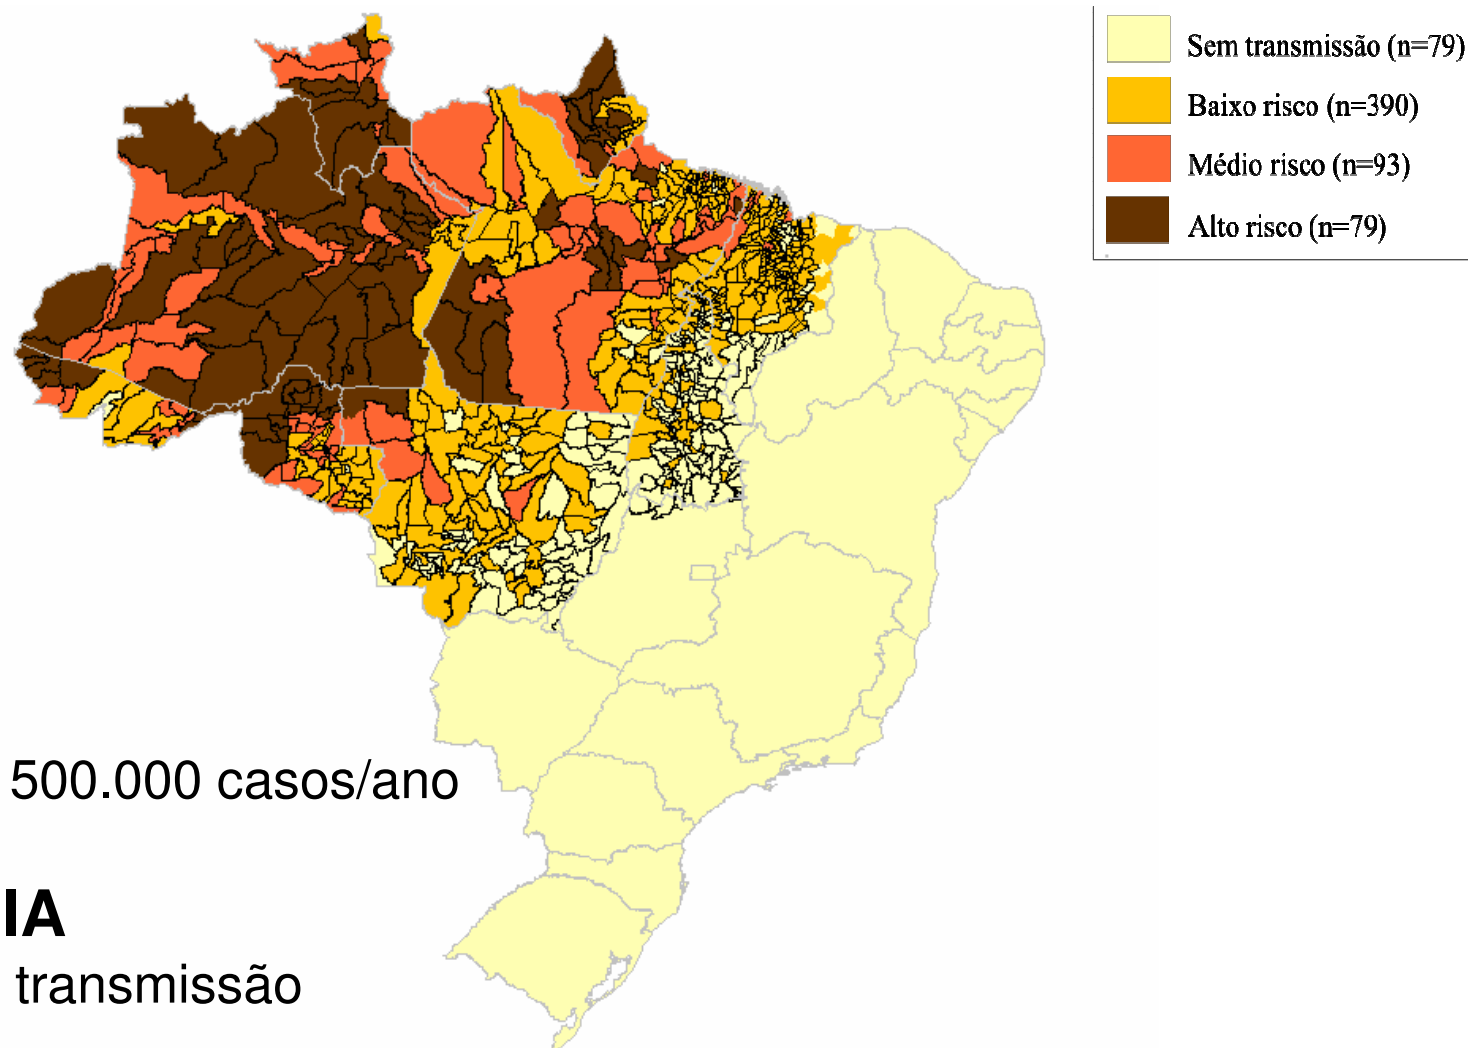 Sem transmissão (n=79)
Baixo risco (n=390)
Médio risco (n=93)
Alto risco (n=79)
500.000 casos/ano
IA
transmissão